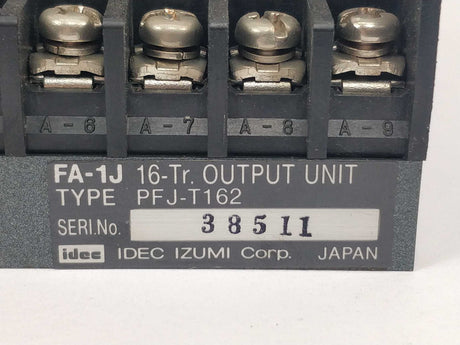 A-6 A-7 A-8 A-9
FA-1J 16-Tr. OUTPUT UNIT
TYPE PFJ-T162
SERI.No. 38511
idec IDEC IZUMI Corp. JAPAN